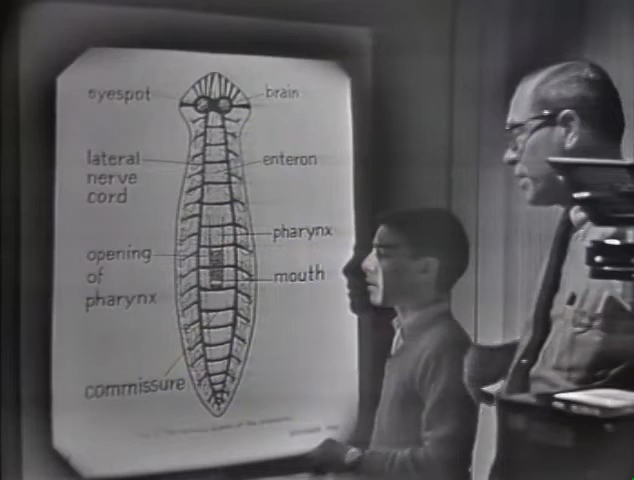 eyespot
brain
lateral
nerve
cord
enteron
pharynx
opening
of
pharynx
mouth
commissure